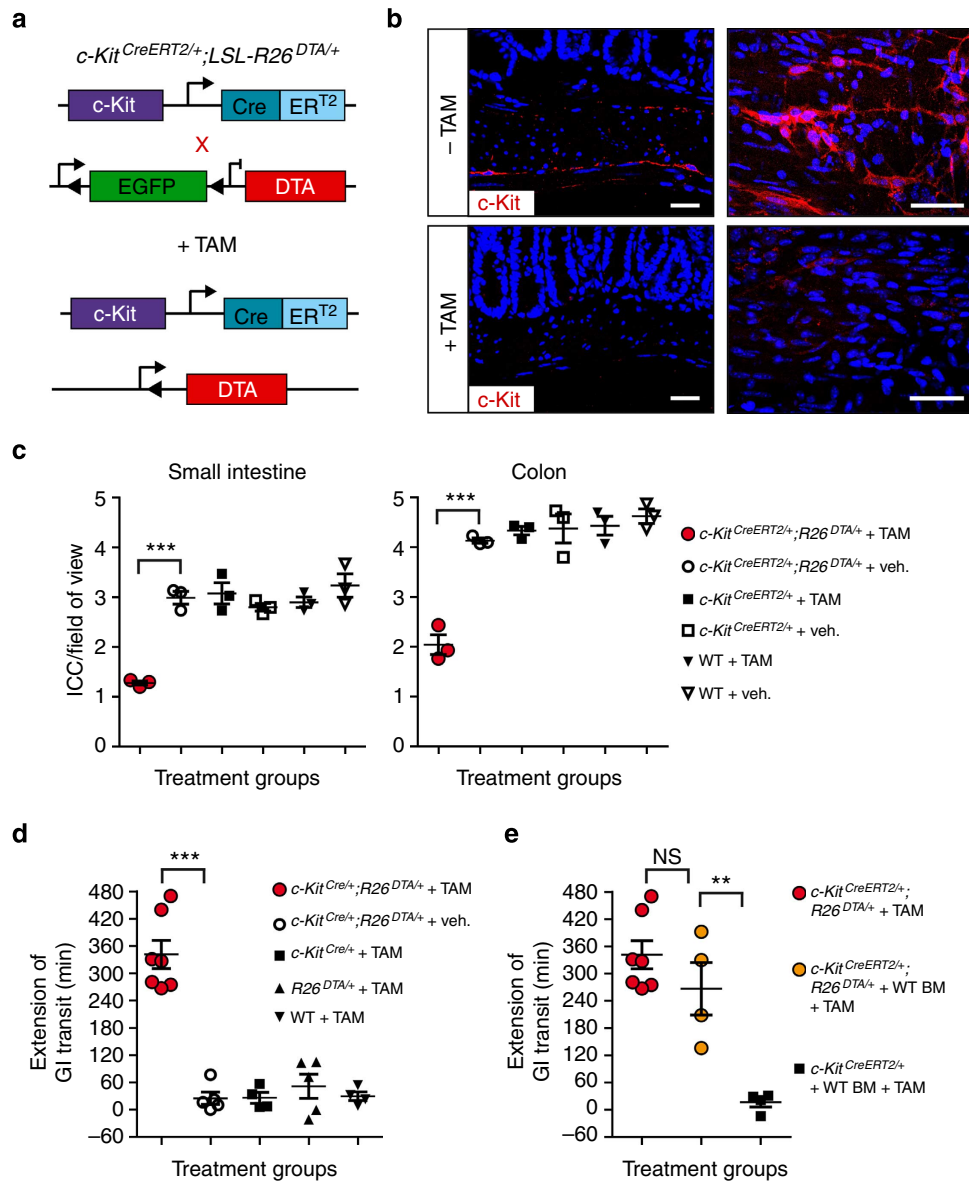 a
c-Kit CreERT2/+;LSL-R26 DTA/+
c-Kit
Cre
ER T2
X
EGFP
DTA
+ TAM
c-Kit
Cre
ER T2
DTA
b
– TAM
c-Kit
+ TAM
c-Kit
c
Small intestine
Colon
ICC/field of view
5
4
3
2
1
0
***
Treatment groups
5
4
3
2
1
0
***
Treatment groups
c-Kit CreERT2/+;R26 DTA/+ + TAM
c-Kit CreERT2/+;R26 DTA/+ + veh.
c-Kit CreERT2/+ + TAM
c-Kit CreERT2/+ + veh.
WT + TAM
WT + veh.
d
Extension of
GI transit (min)
480
420
360
300
240
180
120
60
0
–60
***
Treatment groups
c-Kit Cre/+;R26 DTA/+ + TAM
c-Kit Cre/+;R26 DTA/+ + veh.
c-Kit Cre/+ + TAM
R26 DTA/+ + TAM
WT + TAM
e
Extension of
GI transit (min)
480
420
360
300
240
180
120
60
0
–60
NS
**
Treatment groups
c-Kit CreERT2/+;
R26 DTA/+ + TAM
c-Kit CreERT2/+;
R26 DTA/+ + WT BM
+ TAM
c-Kit CreERT2/+
+ WT BM + TAM